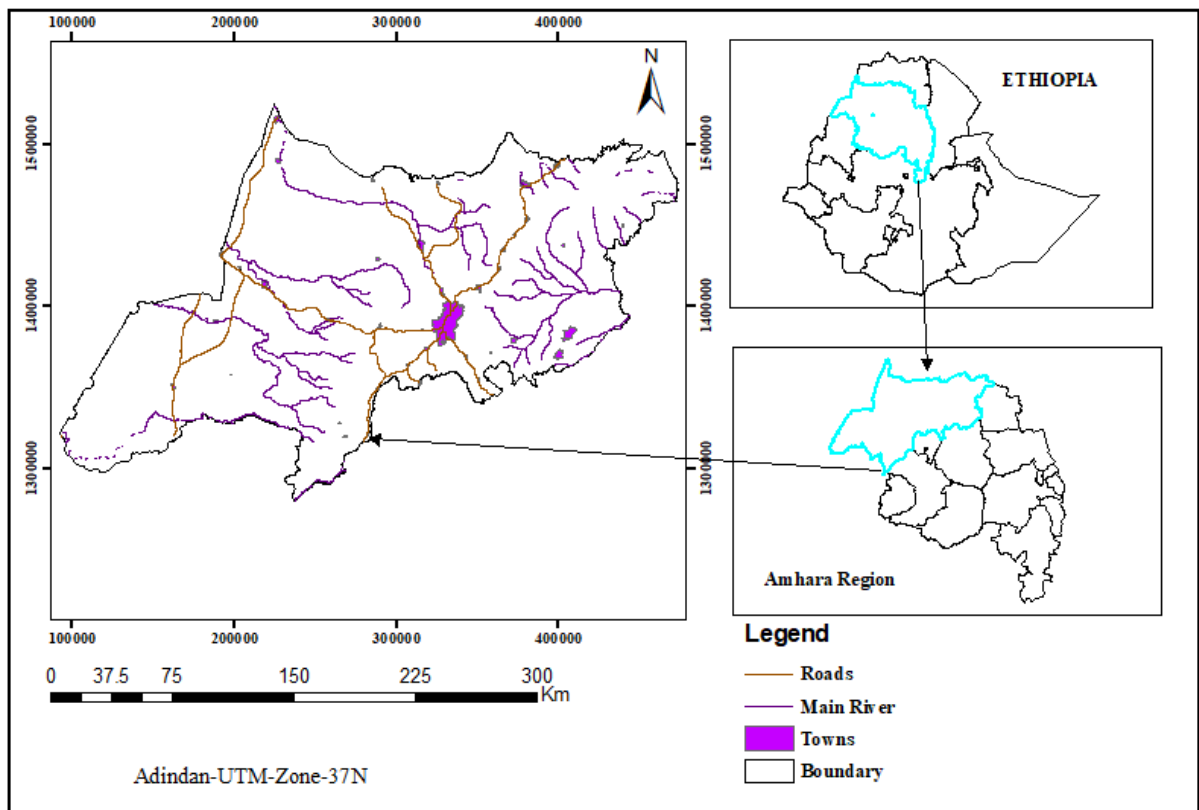 100000 200000 300000 400000
N
1500000 1500000
1400000 1400000
1300000 1300000
100000 200000 300000 400000
0 37.5 75 150 225 300
Km
Adindan-UTM-Zone-37N
ETHIOPIA
Amhara Region
Legend
Roads
Main River
Towns
Boundary